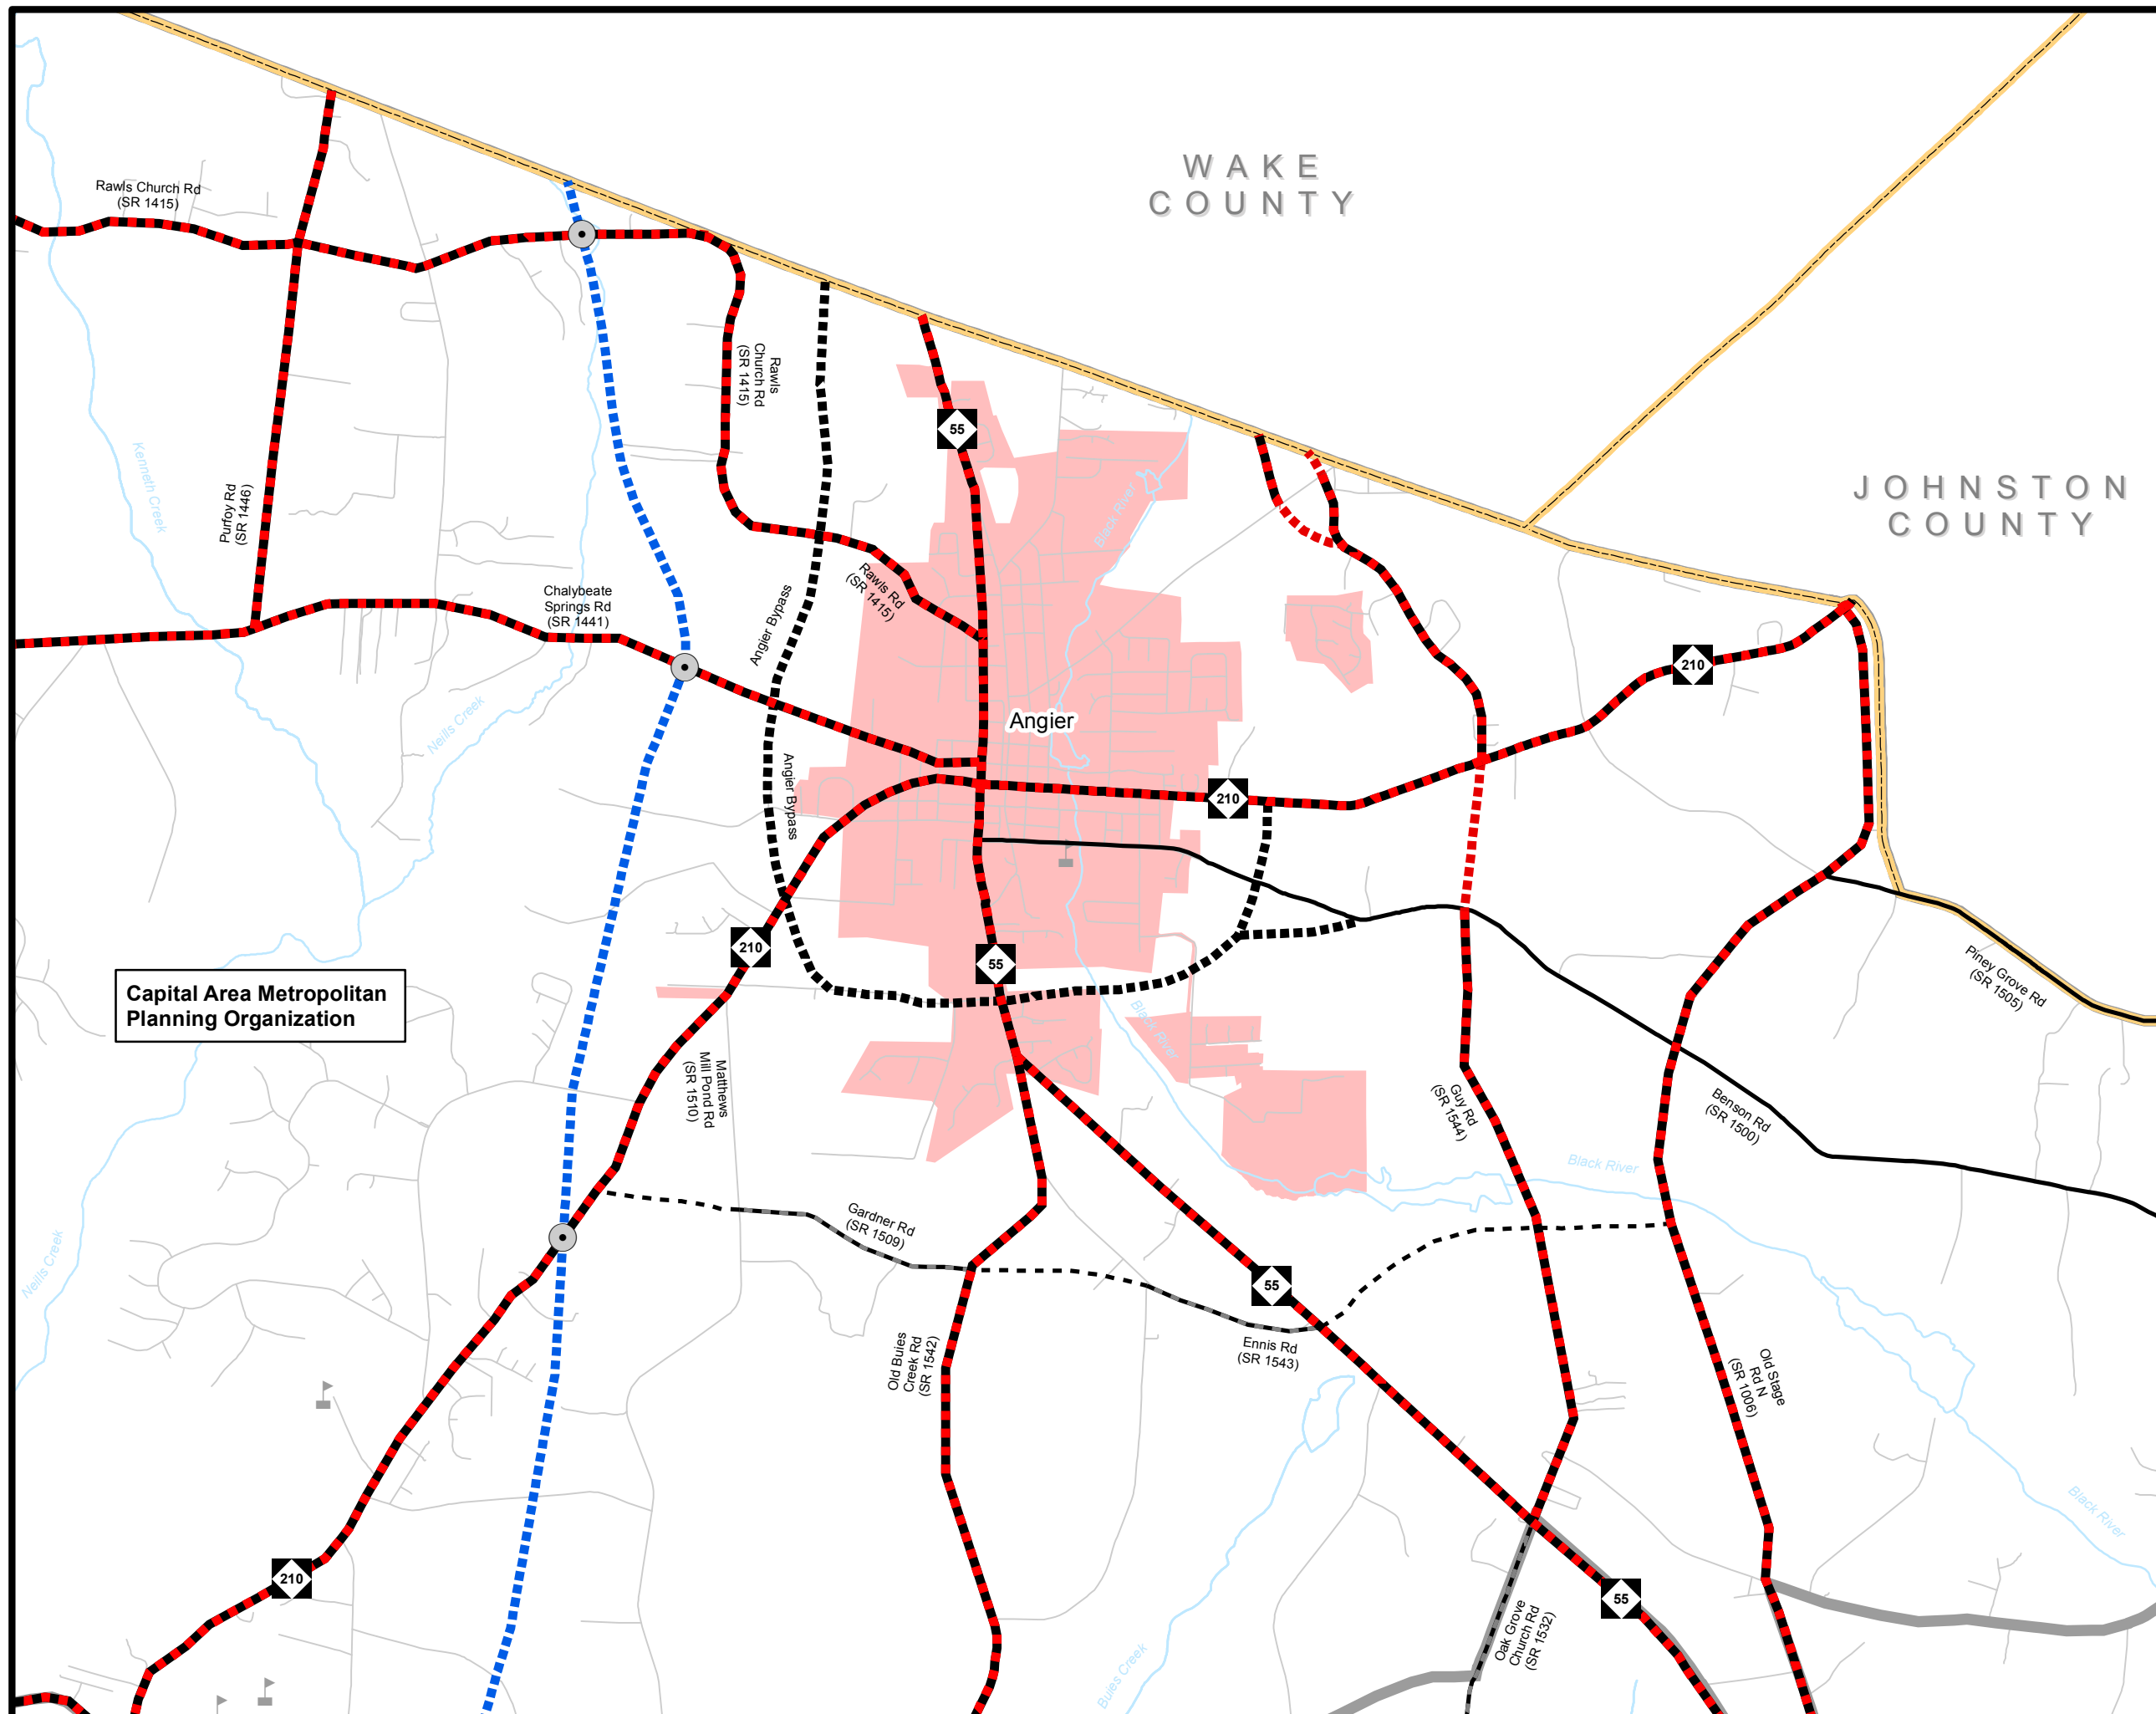 WAKE
COUNTY
Rawls Church Rd
(SR 1415)
Rawls
Church Rd
(SR 1415)
55
JOHNSTON
COUNTY
Kenneth Creek
Purfoy Rd
(SR 1446)
Black River
Chalybeate
Springs Rd
(SR 1441)
Angier Bypass
Rawls Rd
(SR 1415)
210
Neills Creek
Angier
Angier Bypass
210
210
55
Capital Area Metropolitan
Planning Organization
Piney Grove Rd
(SR 1505)
Black River
Matthews
Mill Pond Rd
(SR 1510)
Guy Rd
(SR 1544)
Benson Rd
(SR 1500)
Black River
Gardner Rd
(SR 1509)
Neills Creek
55
Ennis Rd
(SR 1543)
Old Buies
Creek Rd
(SR 1542)
Old Stage
Rd N
(SR 1006)
Black River
210
55
Oak Grove
Church Rd
(SR 1532)
Buies Creek